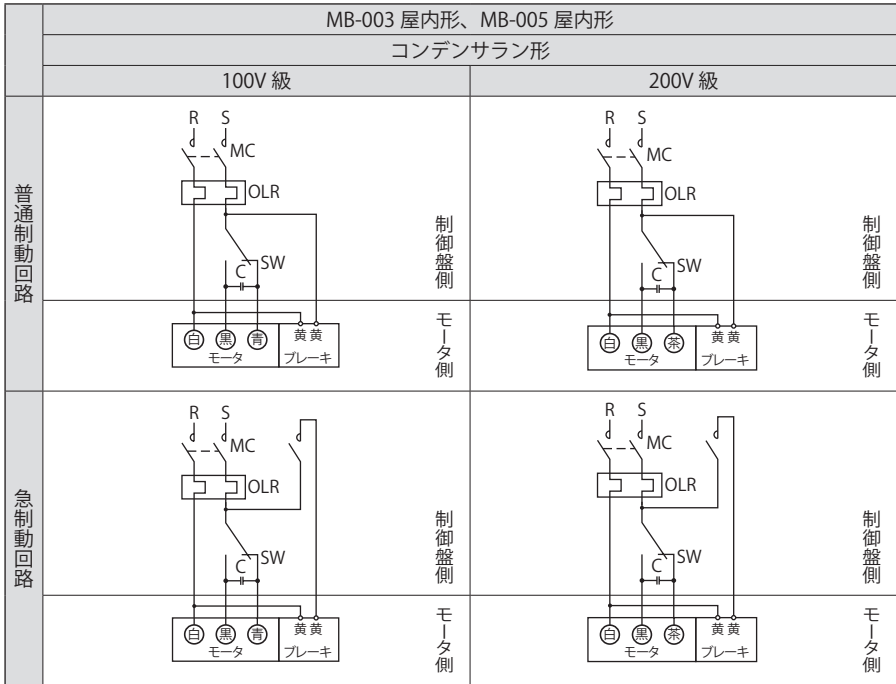 MB-003 屋内形、MB-005 屋内形
コンデンサラン形
100V 級
200V 級
普通制動回路
R S
MC
OLR
SW
C
制御盤側
白 黒 青 黄 黄
モータ ブレーキ
モータ側
R S
MC
OLR
SW
C
制御盤側
白 黒 茶 黄 黄
モータ ブレーキ
モータ側
急制動回路
R S
MC
OLR
SW
C
制御盤側
白 黒 青 黄 黄
モータ ブレーキ
モータ側
R S
MC
OLR
SW
C
制御盤側
白 黒 茶 黄 黄
モータ ブレーキ
モータ側